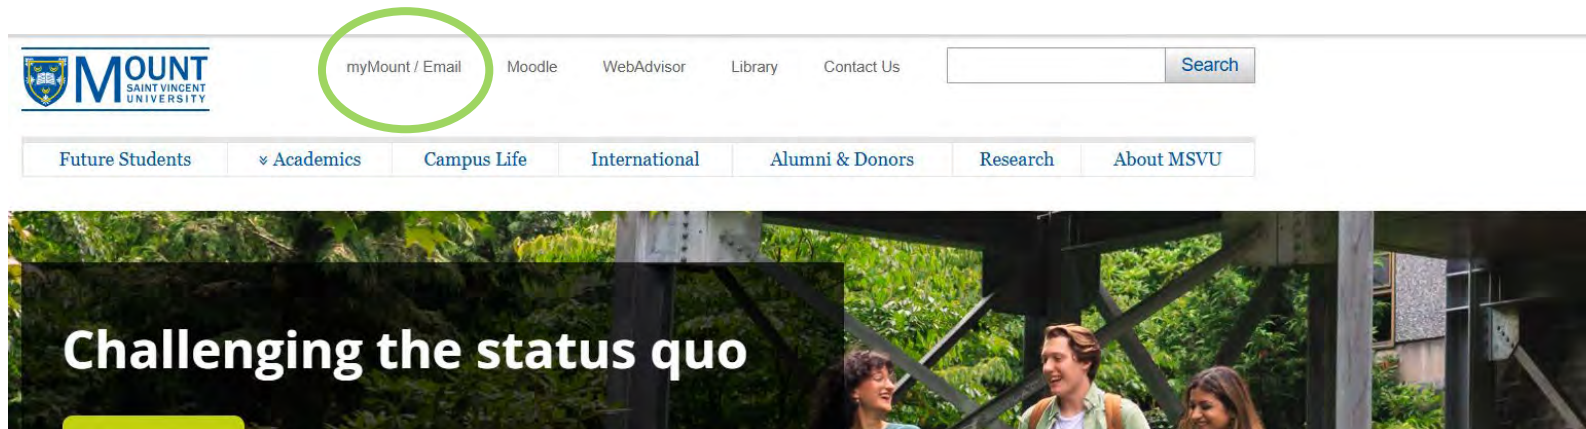 MOUNT
SAINT VINCENT
UNIVERSITY
myMount / Email Moodle WebAdvisor Library Contact Us Search
Future Students Academics Campus Life International Alumni & Donors Research About MSVU
Challenging the status quo